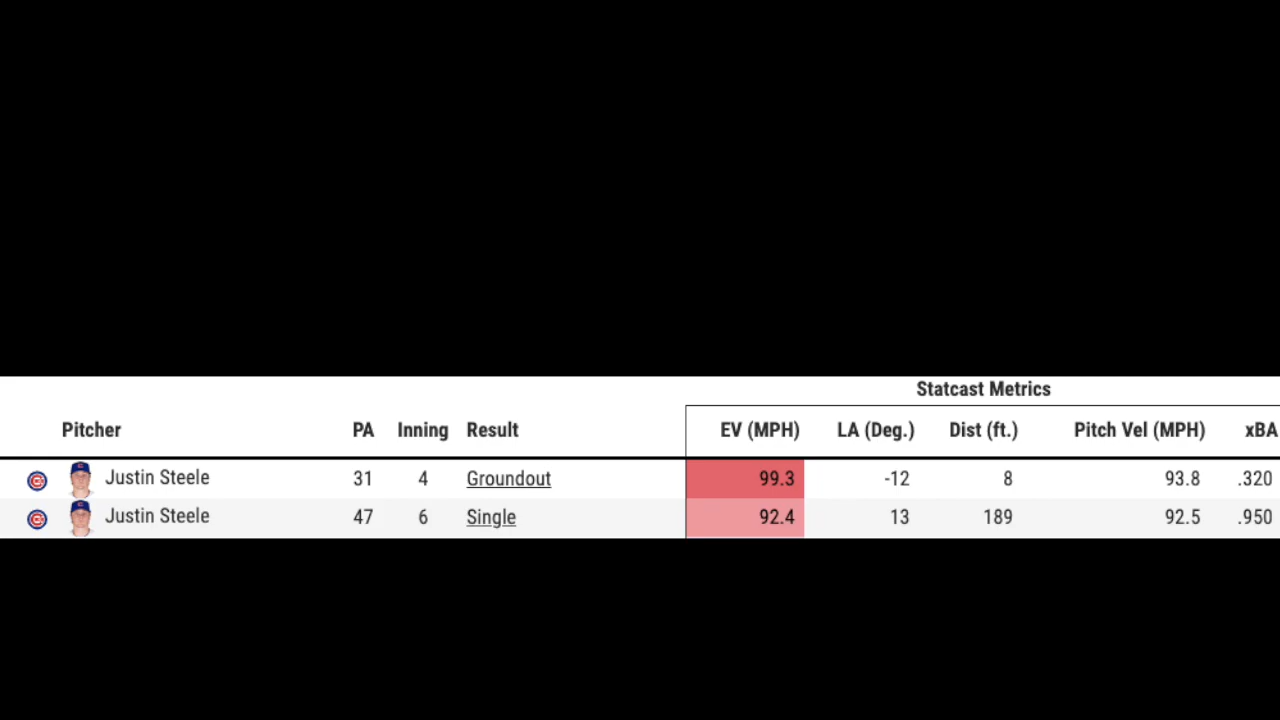 Statcast Metrics
Pitcher PA Inning Result EV (MPH) LA (Deg.) Dist (ft.) Pitch Vel (MPH) xBA
Justin Steele 31 4 Groundout 99.3 -12 8 93.8 .320
Justin Steele 47 6 Single 92.4 13 189 92.5 .950